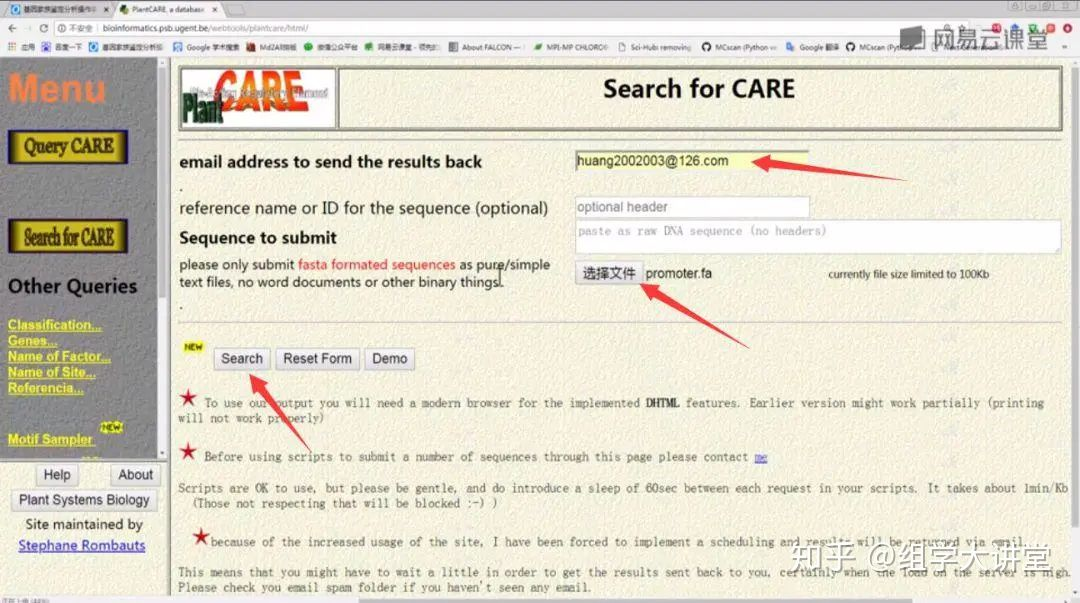 基因家族鉴定分析操作
PlantCARE, a databas
不安全
bioinformatics.psb.ugent.be/webtools/plantcare/html/
应用
百度一下
基因家族鉴定分析
Google 学术搜索
Md2All排版
微信公众平台
网易云课堂 - 领先的
About FALCON —
MPI-MP CHLORO
Sci-Hub: removing
MCscan (Python
Google 翻译
MCscan (Py
网易云课堂
Menu
Query CARE
Search for CARE
Other Queries
Classification...
Genes...
Name of Factor...
Name of Site...
Referencia...
NEW
Motif Sampler
Help
About
Plant Systems Biology
Site maintained by
Stephane Rombauts
Plant CARE
Search for CARE
email address to send the results back
huang2002003@126.com
.
reference name or ID for the sequence (optional)
optional header
Sequence to submit
paste as raw DNA sequence (no headers)
please only submit fasta formated sequences as pure/simple
text files, no word documents or other binary things.
选择文件 promoter.fa
currently file size limited to 100Kb
.
NEW
Search
Reset Form
Demo
To use our output you will need a modern browser for the implemented DHTML features. Earlier version might work partially (printing
will not work properly)
Before using scripts to submit a number of sequences through this page please contact me
Scripts are OK to use, but please be gentle, and do introduce a sleep of 60sec between each request in your scripts. It takes about 1min/Kb
(Those not respecting that will be blocked :-) )
because of the increased usage of the site, I have been forced to implement a scheduling and results will be returned via email.
This means that you might have to wait a little in order to get the results sent back to you, certainly when the load on the server is high.
Please check you email spam folder if you haven't seen any email.
知乎 @组学大讲堂